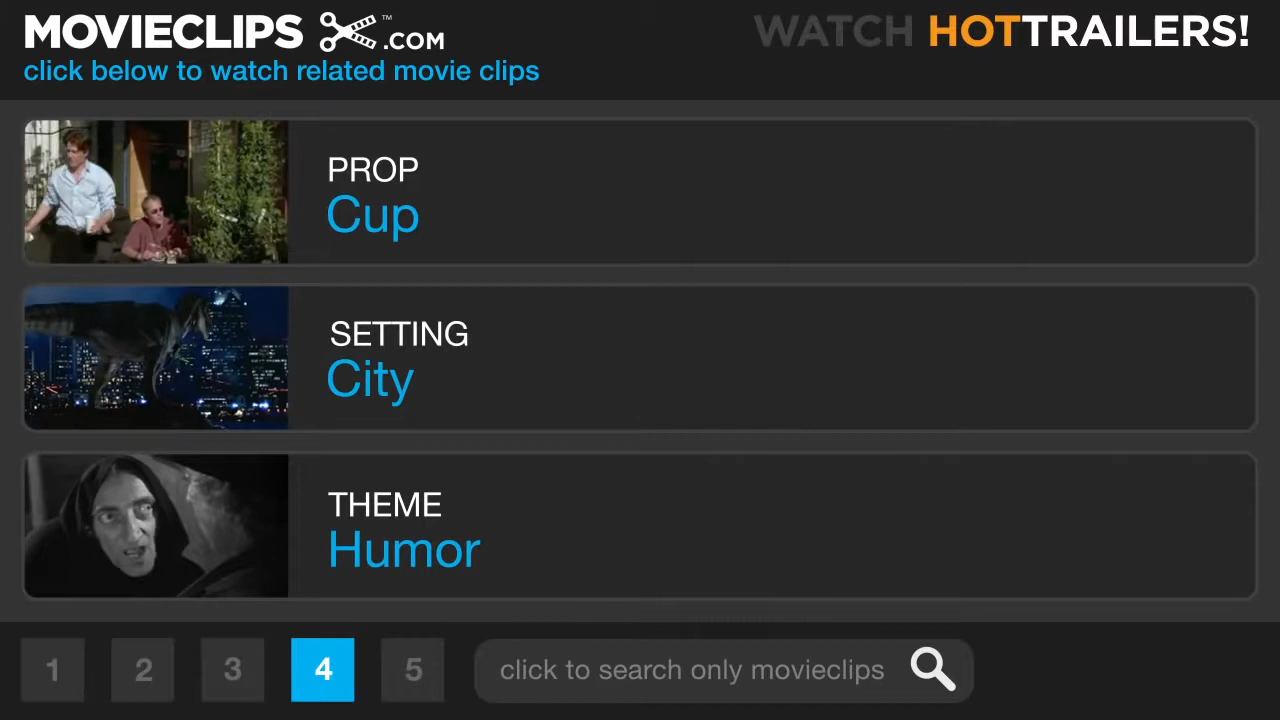 MOVIECLIPS ™ .COM
WATCH HOTTRAILERS!
click below to watch related movie clips
PROP
Cup
SETTING
City
THEME
Humor
1 2 3 4 5 click to search only movieclips